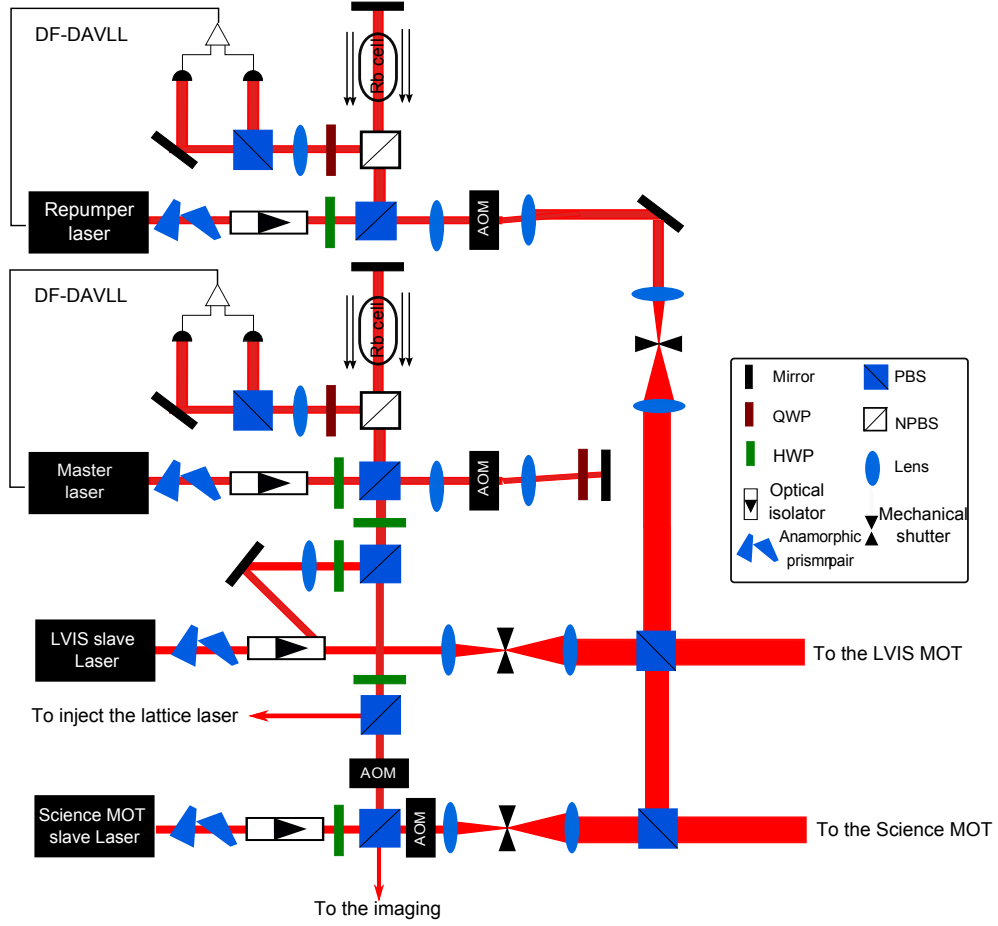 DF-DAVLL
Rb cell
Repumper
laser
AOM
DF-DAVLL
Rb cell
Master
laser
AOM
Mirror
PBS
QWP
NPBS
HWP
Lens
Optical
isolator
Mechanical
shutter
Anamorphic
prismnpair
LVIS slave
Laser
To the LVIS MOT
To inject the lattice laser
AOM
Science MOT
slave Laser
AOM
To the Science MOT
To the imaging